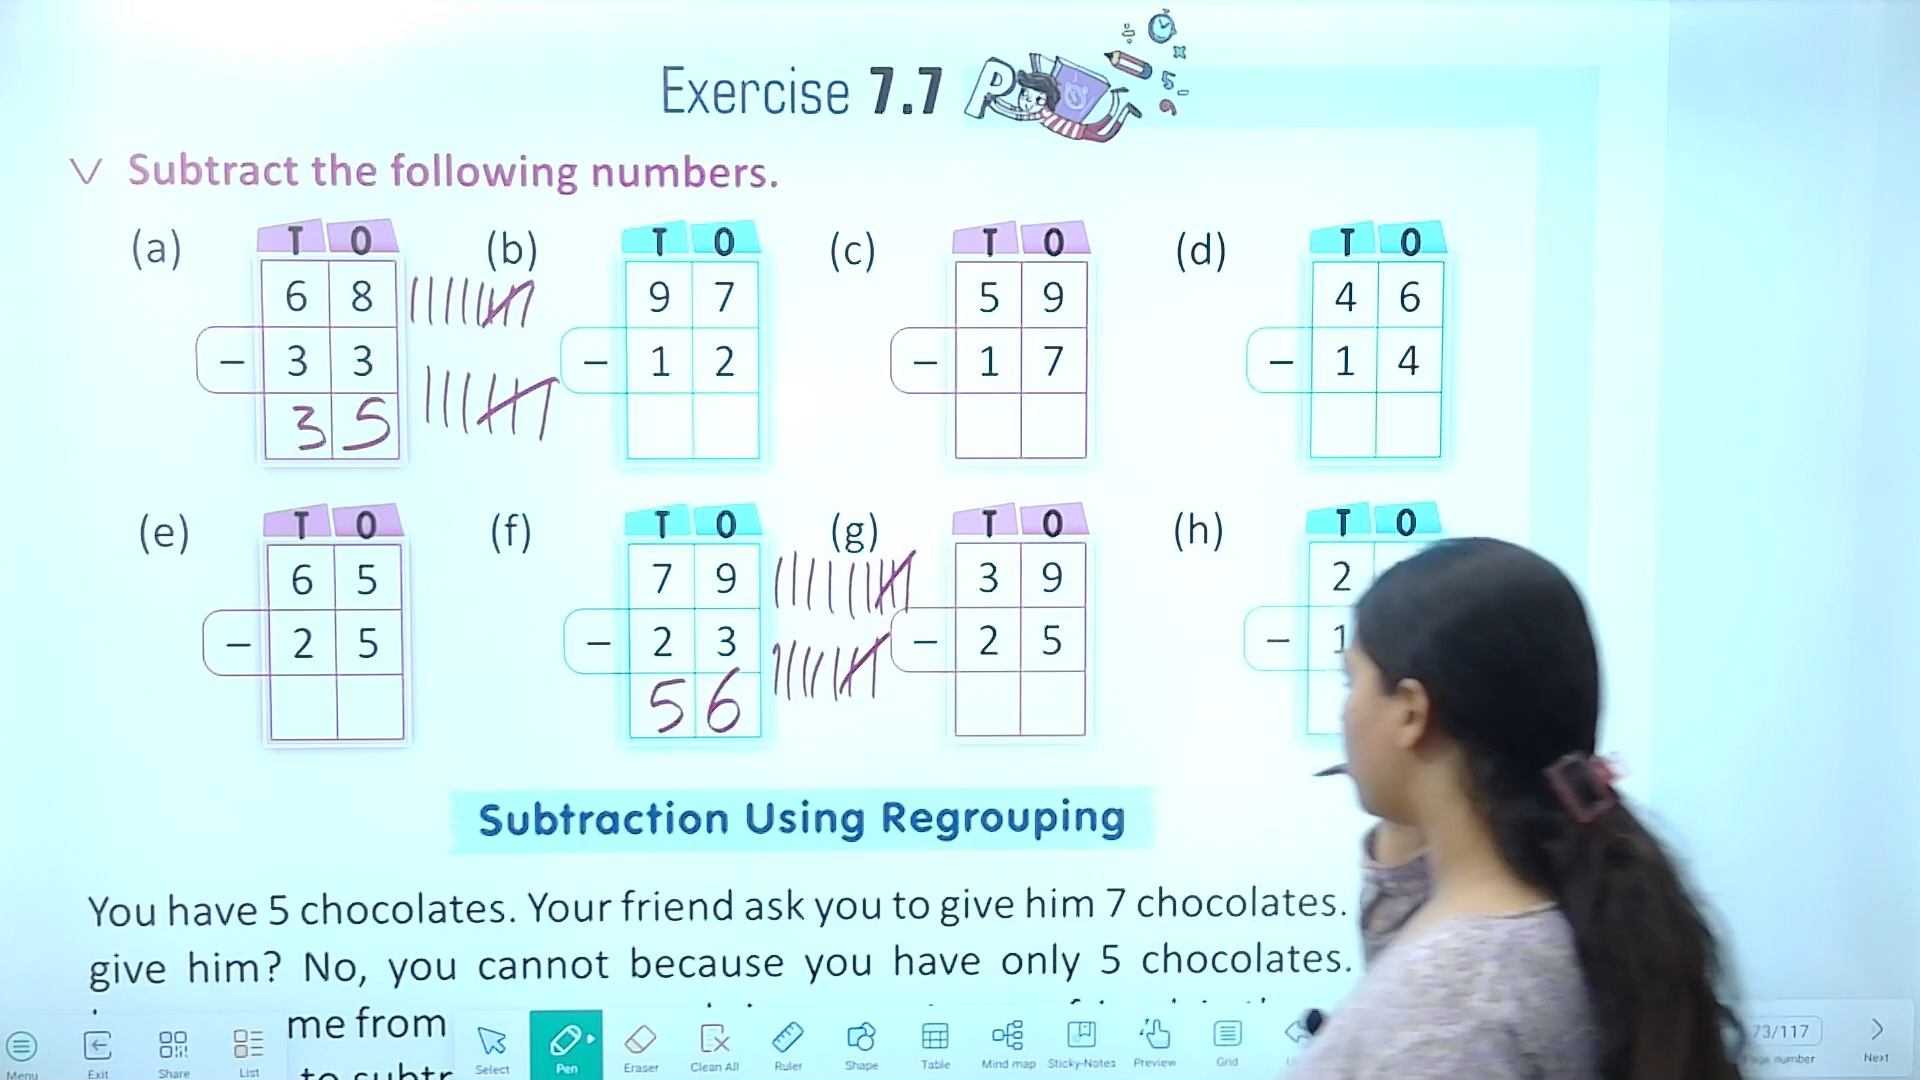 Exercise 7.7
V Subtract the following numbers.
(a) T O (b) T O (c) T O (d) T O
6 8 9 7 5 9 4 6
- 3 3 - 1 2 - 1 7 - 1 4
3 5
(e) T O (f) T O (g) T O (h) T O
6 5 7 9 3 9 2
- 2 5 - 2 3 - 2 5 - 1
5 6
Subtraction Using Regrouping
You have 5 chocolates. Your friend ask you to give him 7 chocolates.
give him? No, you cannot because you have only 5 chocolates.
me from
to subtr
Menu Exit Share List Select Pen Eraser Clean All Ruler Shape Table Mind map Sticky-Notes Preview Grid 73/117 number Next